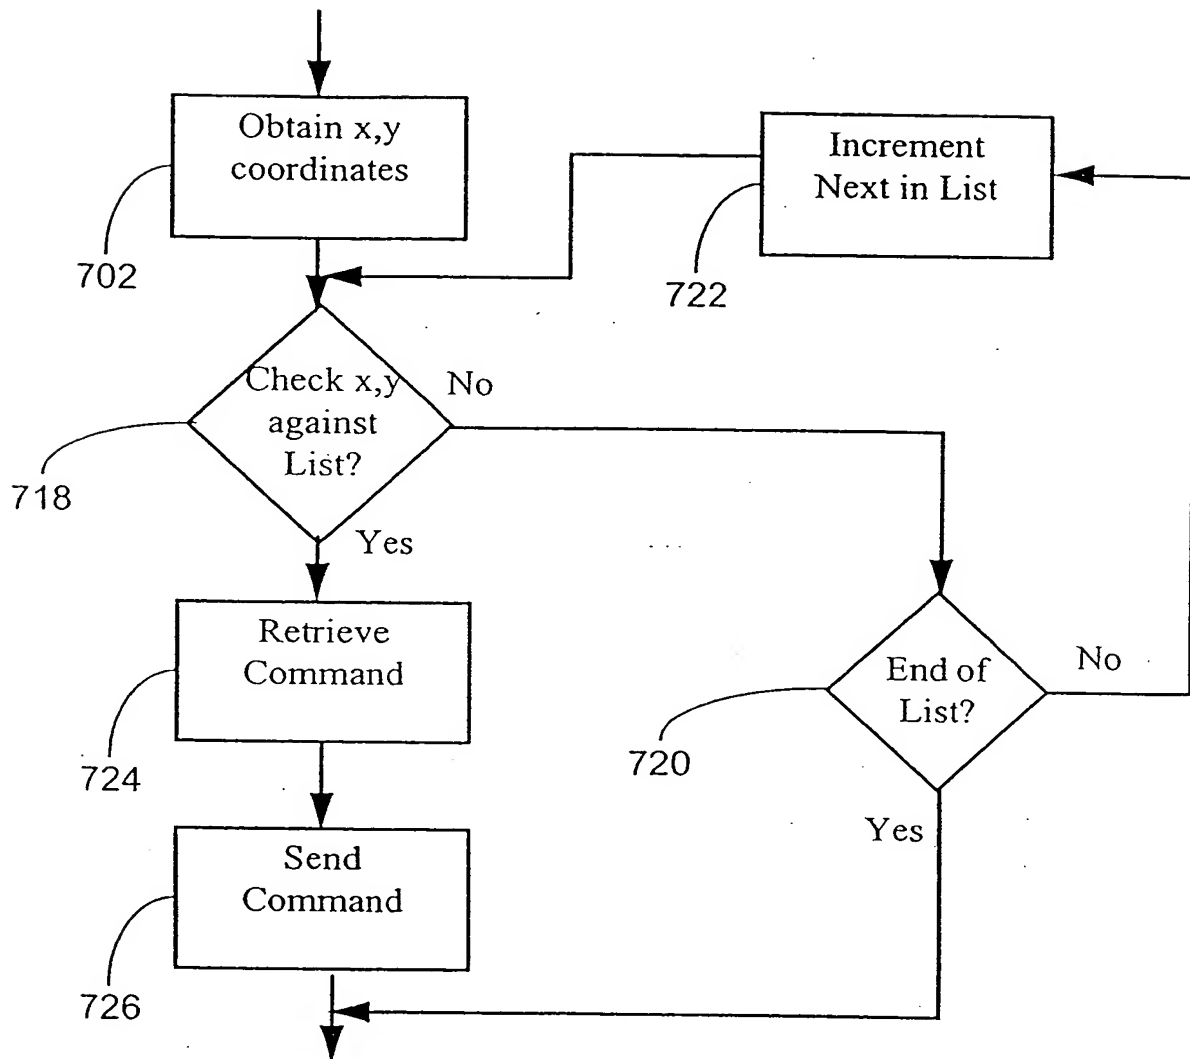 Obtain x,y
coordinates
702
Increment
Next in List
722
Check x,y
against
List?
No
718
Yes
Retrieve
Command
724
End of
List?
No
720
Yes
Send
Command
726